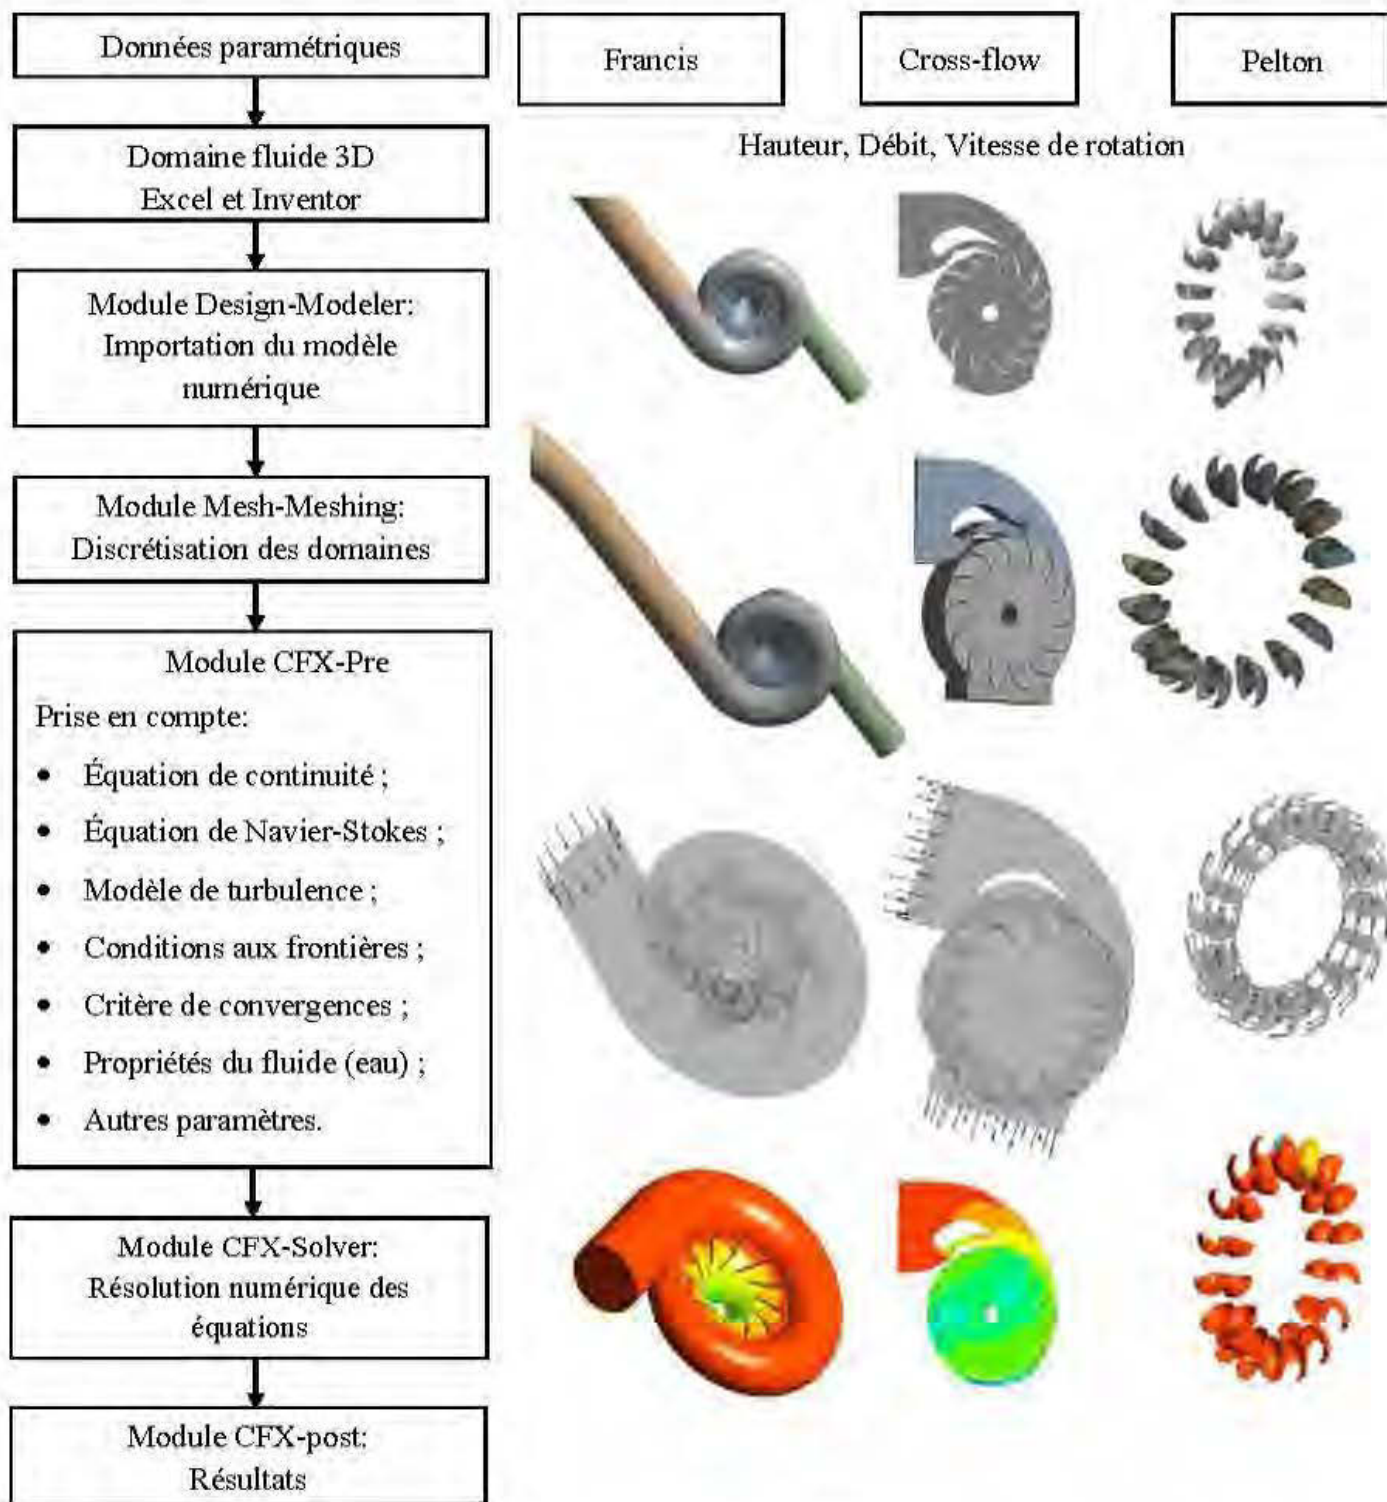 Données paramétriques
Francis
Cross-flow
Pelton
Hauteur, Débit, Vitesse de rotation
Domaine fluide 3D
Excel et Inventor
Module Design-Modeler:
Importation du modèle
numérique
Module Mesh-Meshing:
Discrétisation des domaines
Module CFX-Pre
Prise en compte:
• Équation de continuité ;
• Équation de Navier-Stokes ;
• Modèle de turbulence ;
• Conditions aux frontières ;
• Critère de convergences ;
• Propriétés du fluide (eau) ;
• Autres paramètres.
Module CFX-Solver:
Résolution numérique des
équations
Module CFX-post:
Résultats